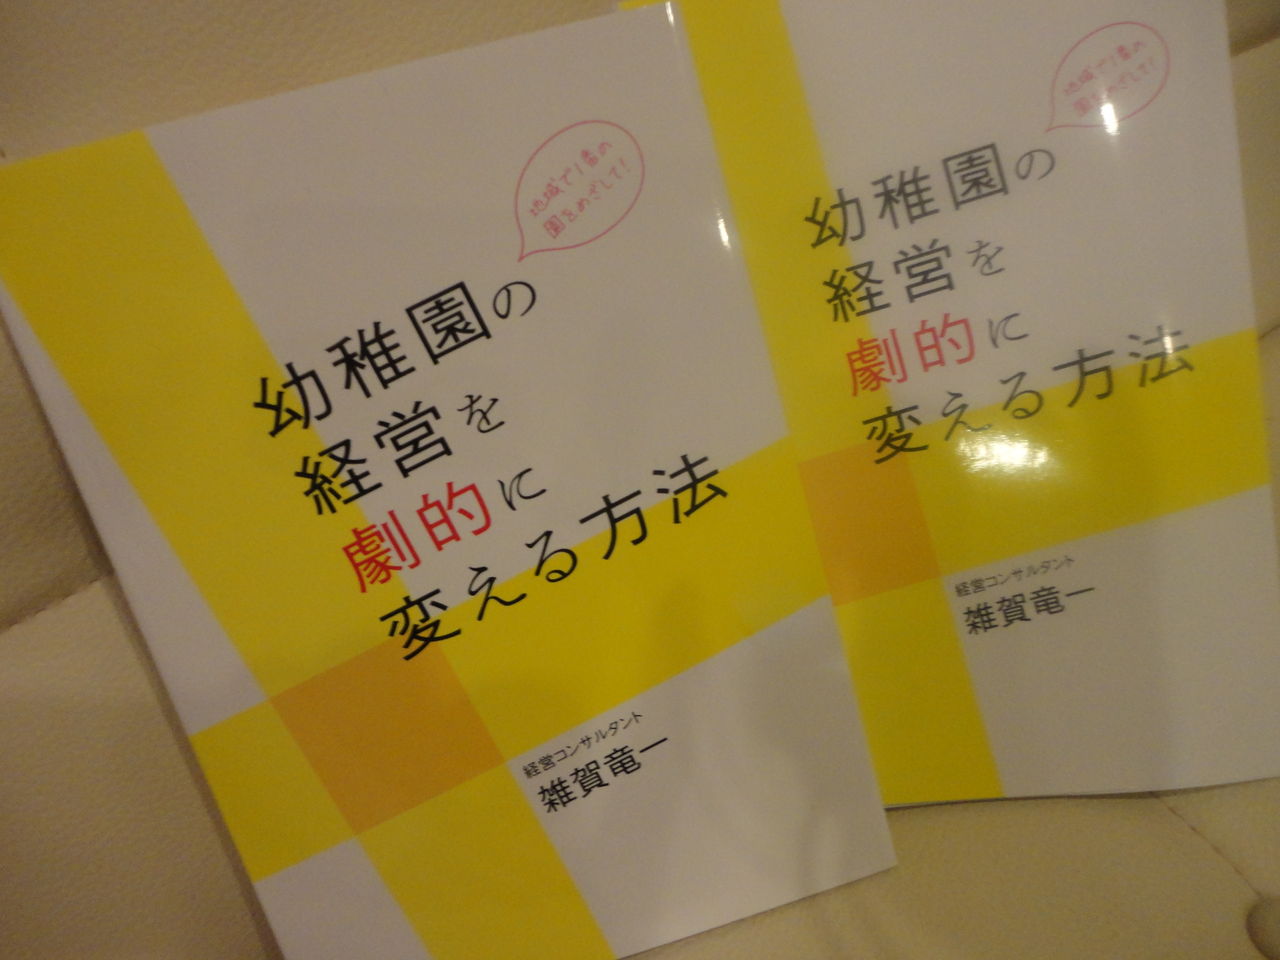 地域で1番の
園をめざして!
幼稚園の
経営を
劇的に
変える方法
経営コンサルタント
雑賀竜一
地域で1番の
園をめざして!
幼稚園の
経営を
劇的に
変える方法
経営コンサルタント
雑賀竜一